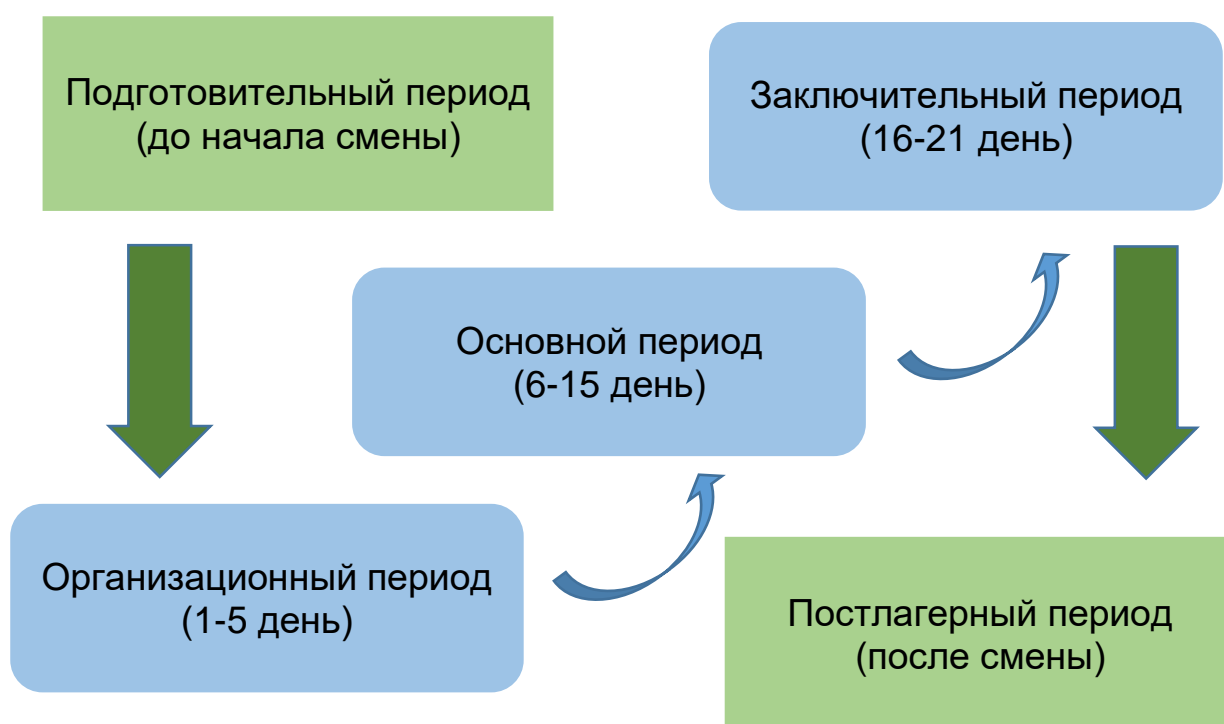 Подготовительный период
(до начала смены)
Заключительный период
(16-21 день)
Основной период
(6-15 день)
Организационный период
(1-5 день)
Постлагерный период
(после смены)